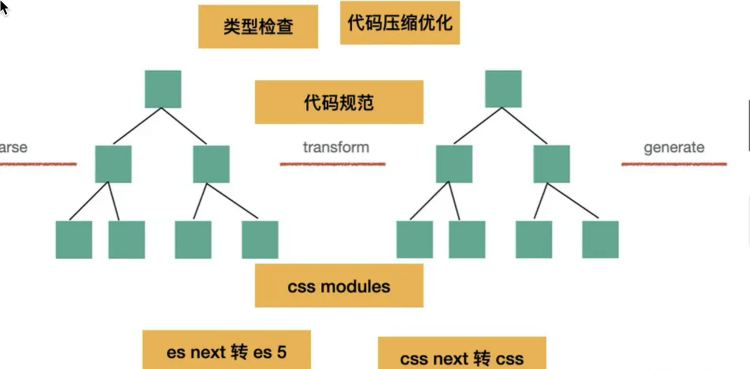 类型检查
代码压缩优化
代码规范
arse
transform
generate
css modules
es next 转 es 5
css next 转 css